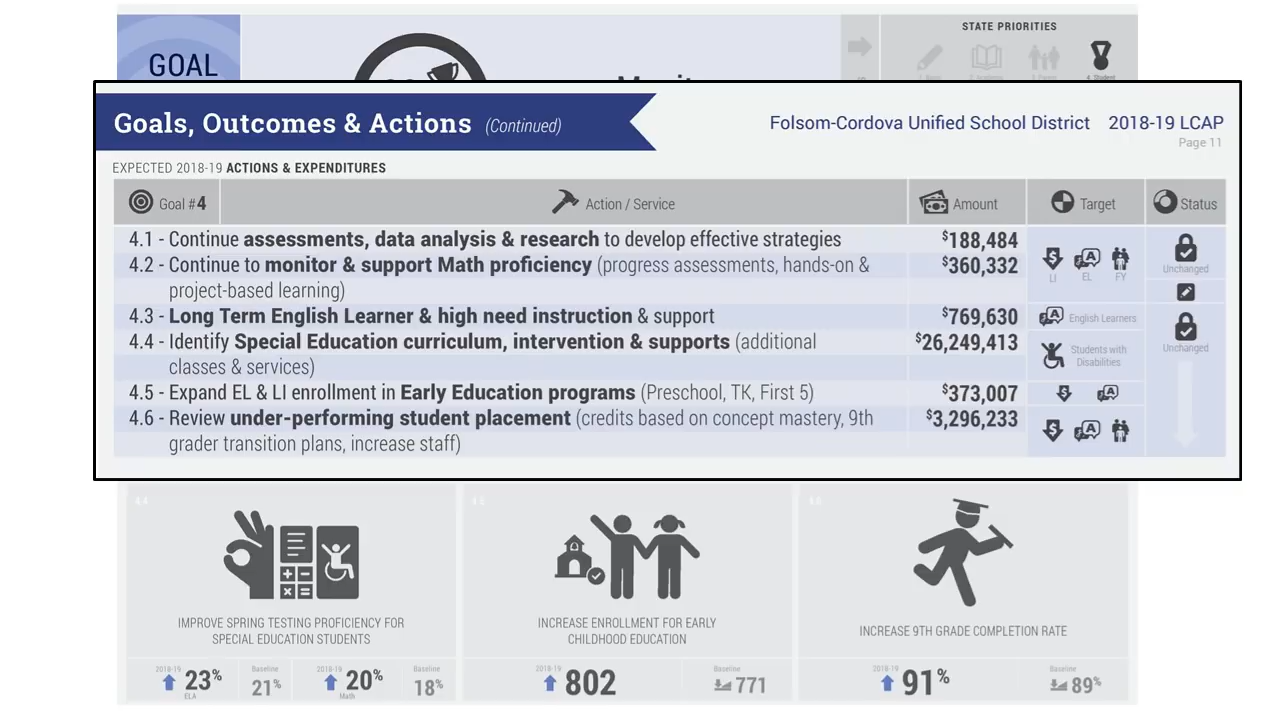 GOAL
STATE PRIORITIES
4. Student
Goals, Outcomes & Actions (Continued)
Folsom-Cordova Unified School District 2018-19 LCAP
Page 11
EXPECTED 2018-19 ACTIONS & EXPENDITURES
Goal #4 Action / Service Amount Target Status
4.1 - Continue assessments, data analysis & research to develop effective strategies $188,484
4.2 - Continue to monitor & support Math proficiency (progress assessments, hands-on & $360,332
project-based learning)
LI EL FY
Unchanged
4.3 - Long Term English Learner & high need instruction & support $769,630 English Learners
4.4 - Identify Special Education curriculum, intervention & supports (additional $26,249,413
classes & services)
Students with
Disabilities
Unchanged
4.5 - Expand EL & LI enrollment in Early Education programs (Preschool, TK, First 5) $373,007
4.6 - Review under-performing student placement (credits based on concept mastery, 9th $3,296,233
grader transition plans, increase staff)
4.4
IMPROVE SPRING TESTING PROFICIENCY FOR
SPECIAL EDUCATION STUDENTS
2018-19 23% ELA
Baseline 21%
2018-19 20% Math
Baseline 18%
INCREASE ENROLLMENT FOR EARLY
CHILDHOOD EDUCATION
2018-19 802
Baseline 771
INCREASE 9TH GRADE COMPLETION RATE
2018-19 91%
Baseline 89%